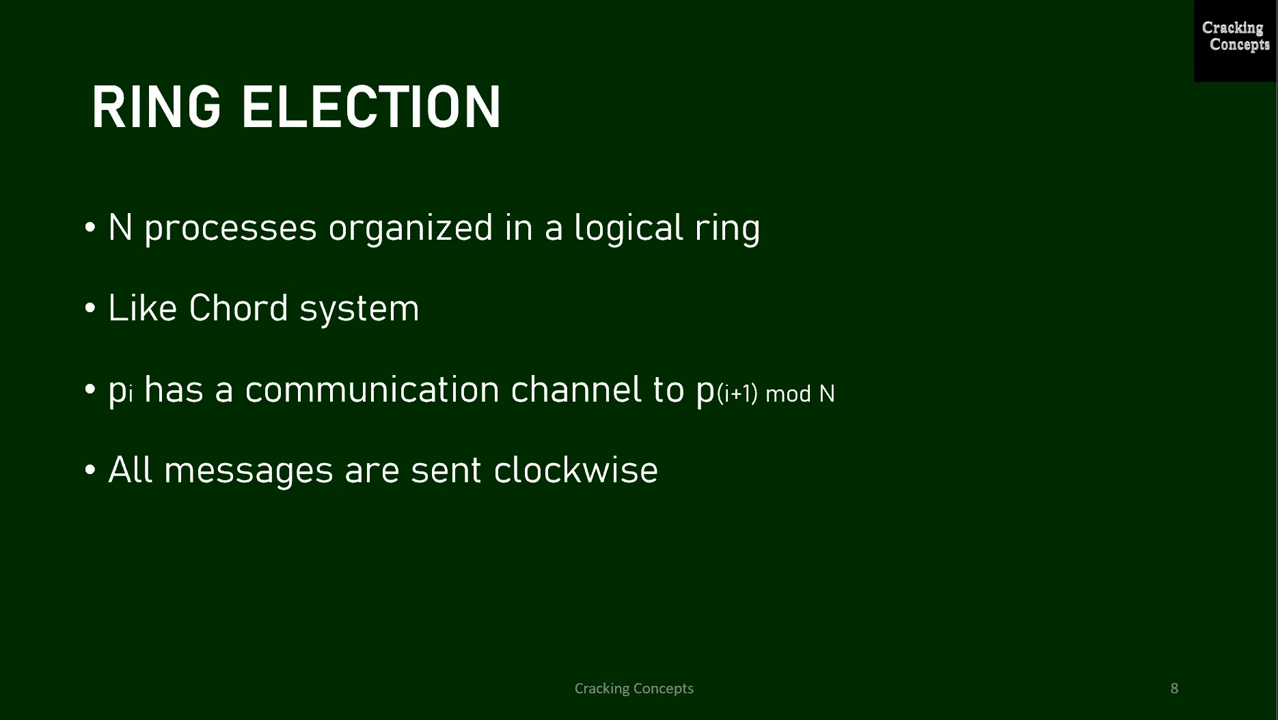 Cracking
Concepts
RING ELECTION
• N processes organized in a logical ring
• Like Chord system
• pi has a communication channel to p(i+1) mod N
• All messages are sent clockwise
Cracking Concepts
8